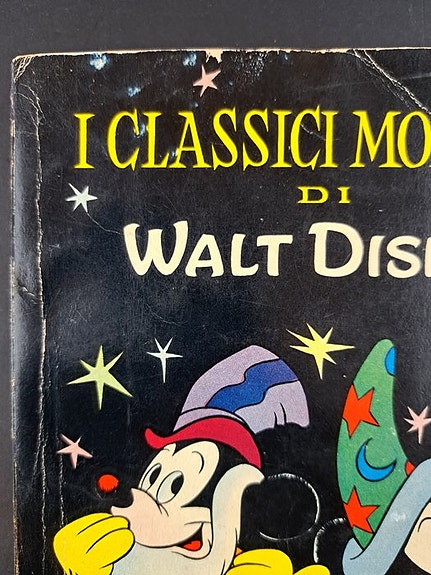 I CLASSICI MO
DI
WALT DIS